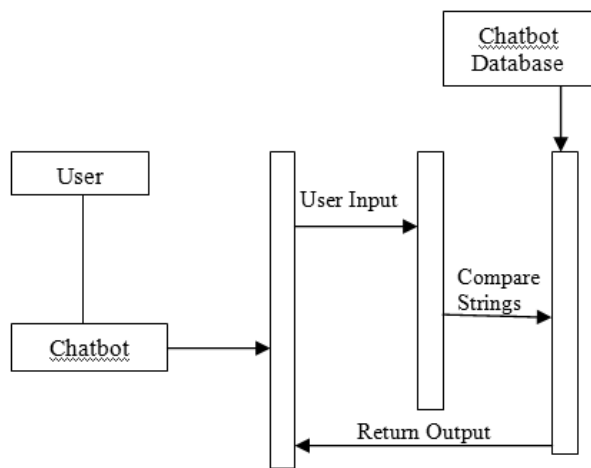 Chatbot
Database
User
User Input
Compare
Strings
Chatbot
Return Output